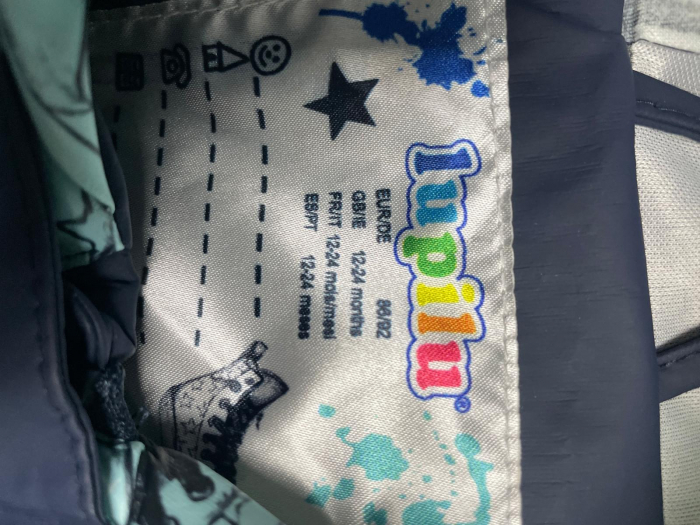 lupilu®
EUR/DE 86/92
GB/IE 12-24 months
FR/IT 12-24 mois/mesi
ES/PT 12-24 meses